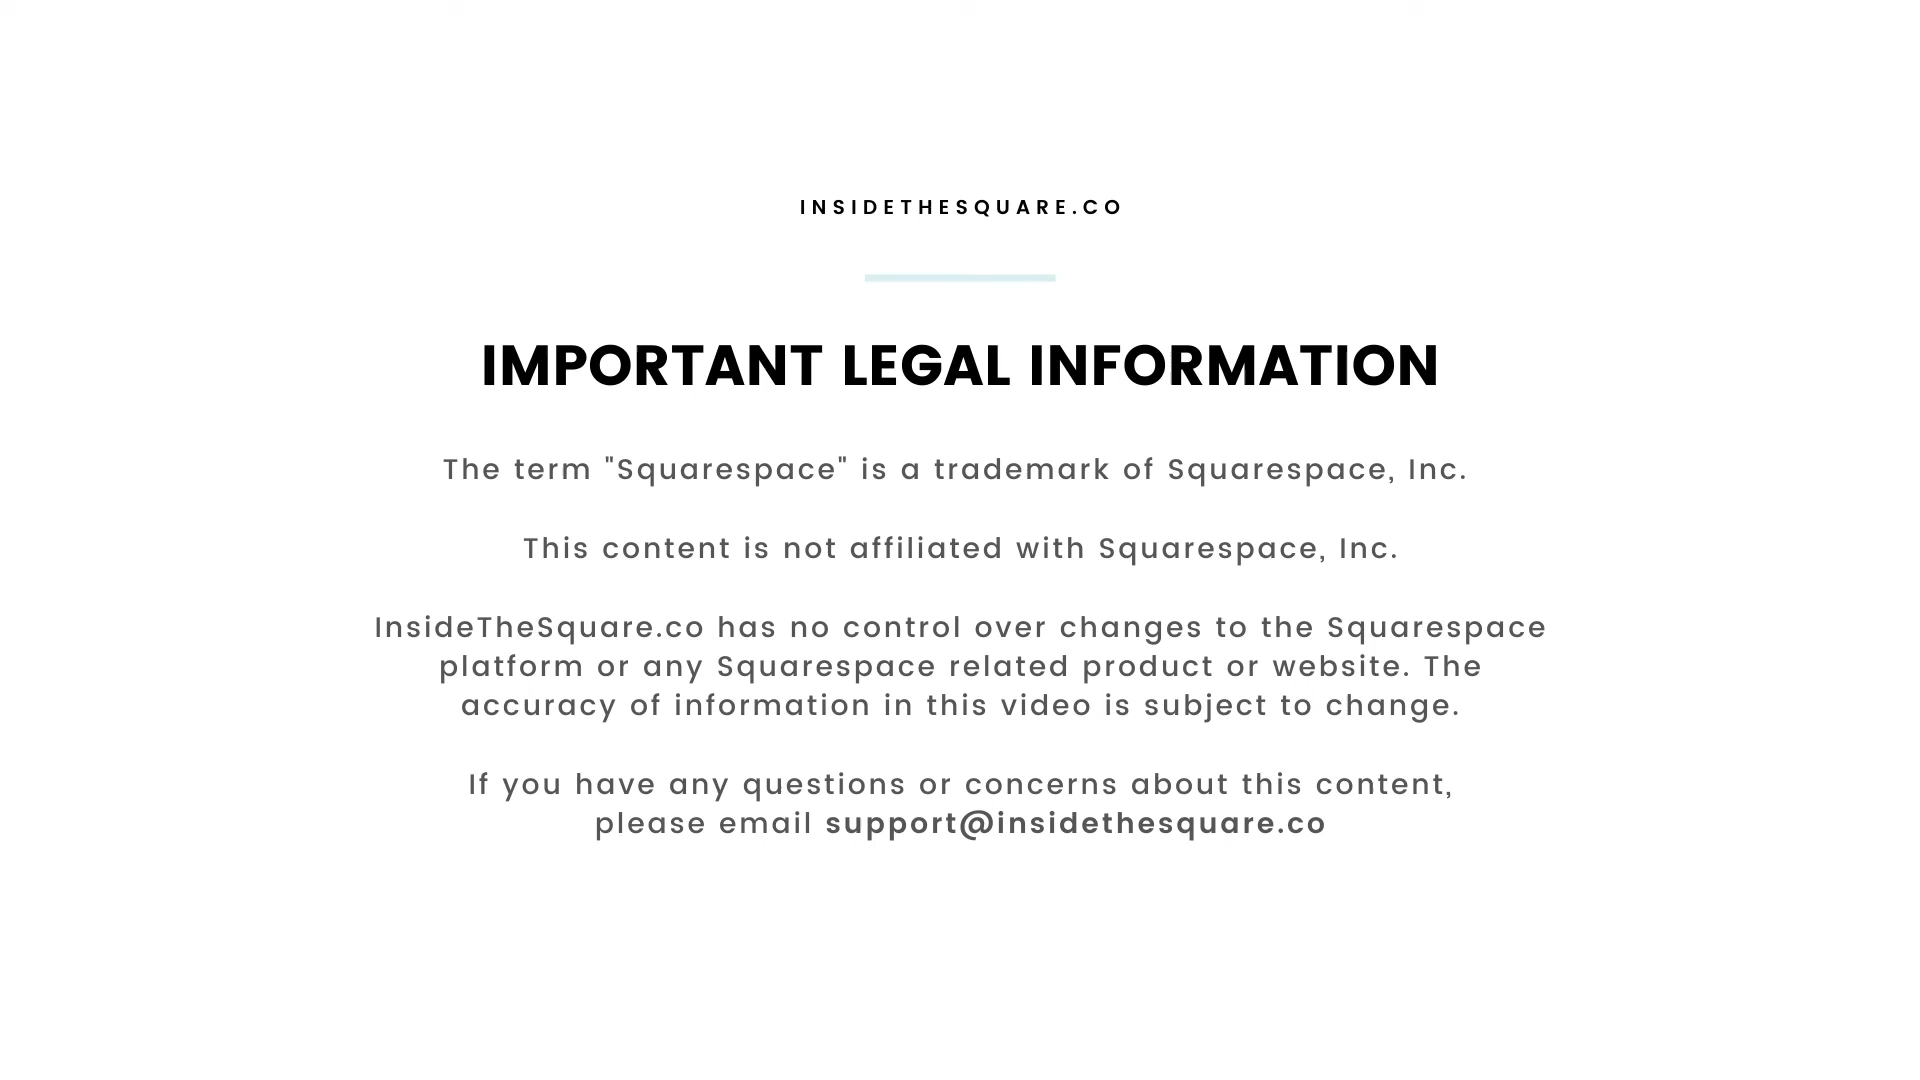 INSIDETHESQUARE.CO
IMPORTANT LEGAL INFORMATION
The term "Squarespace" is a trademark of Squarespace, Inc.
This content is not affiliated with Squarespace, Inc.
InsideTheSquare.co has no control over changes to the Squarespace
platform or any Squarespace related product or website. The
accuracy of information in this video is subject to change.
If you have any questions or concerns about this content,
please email support@insidethesquare.co